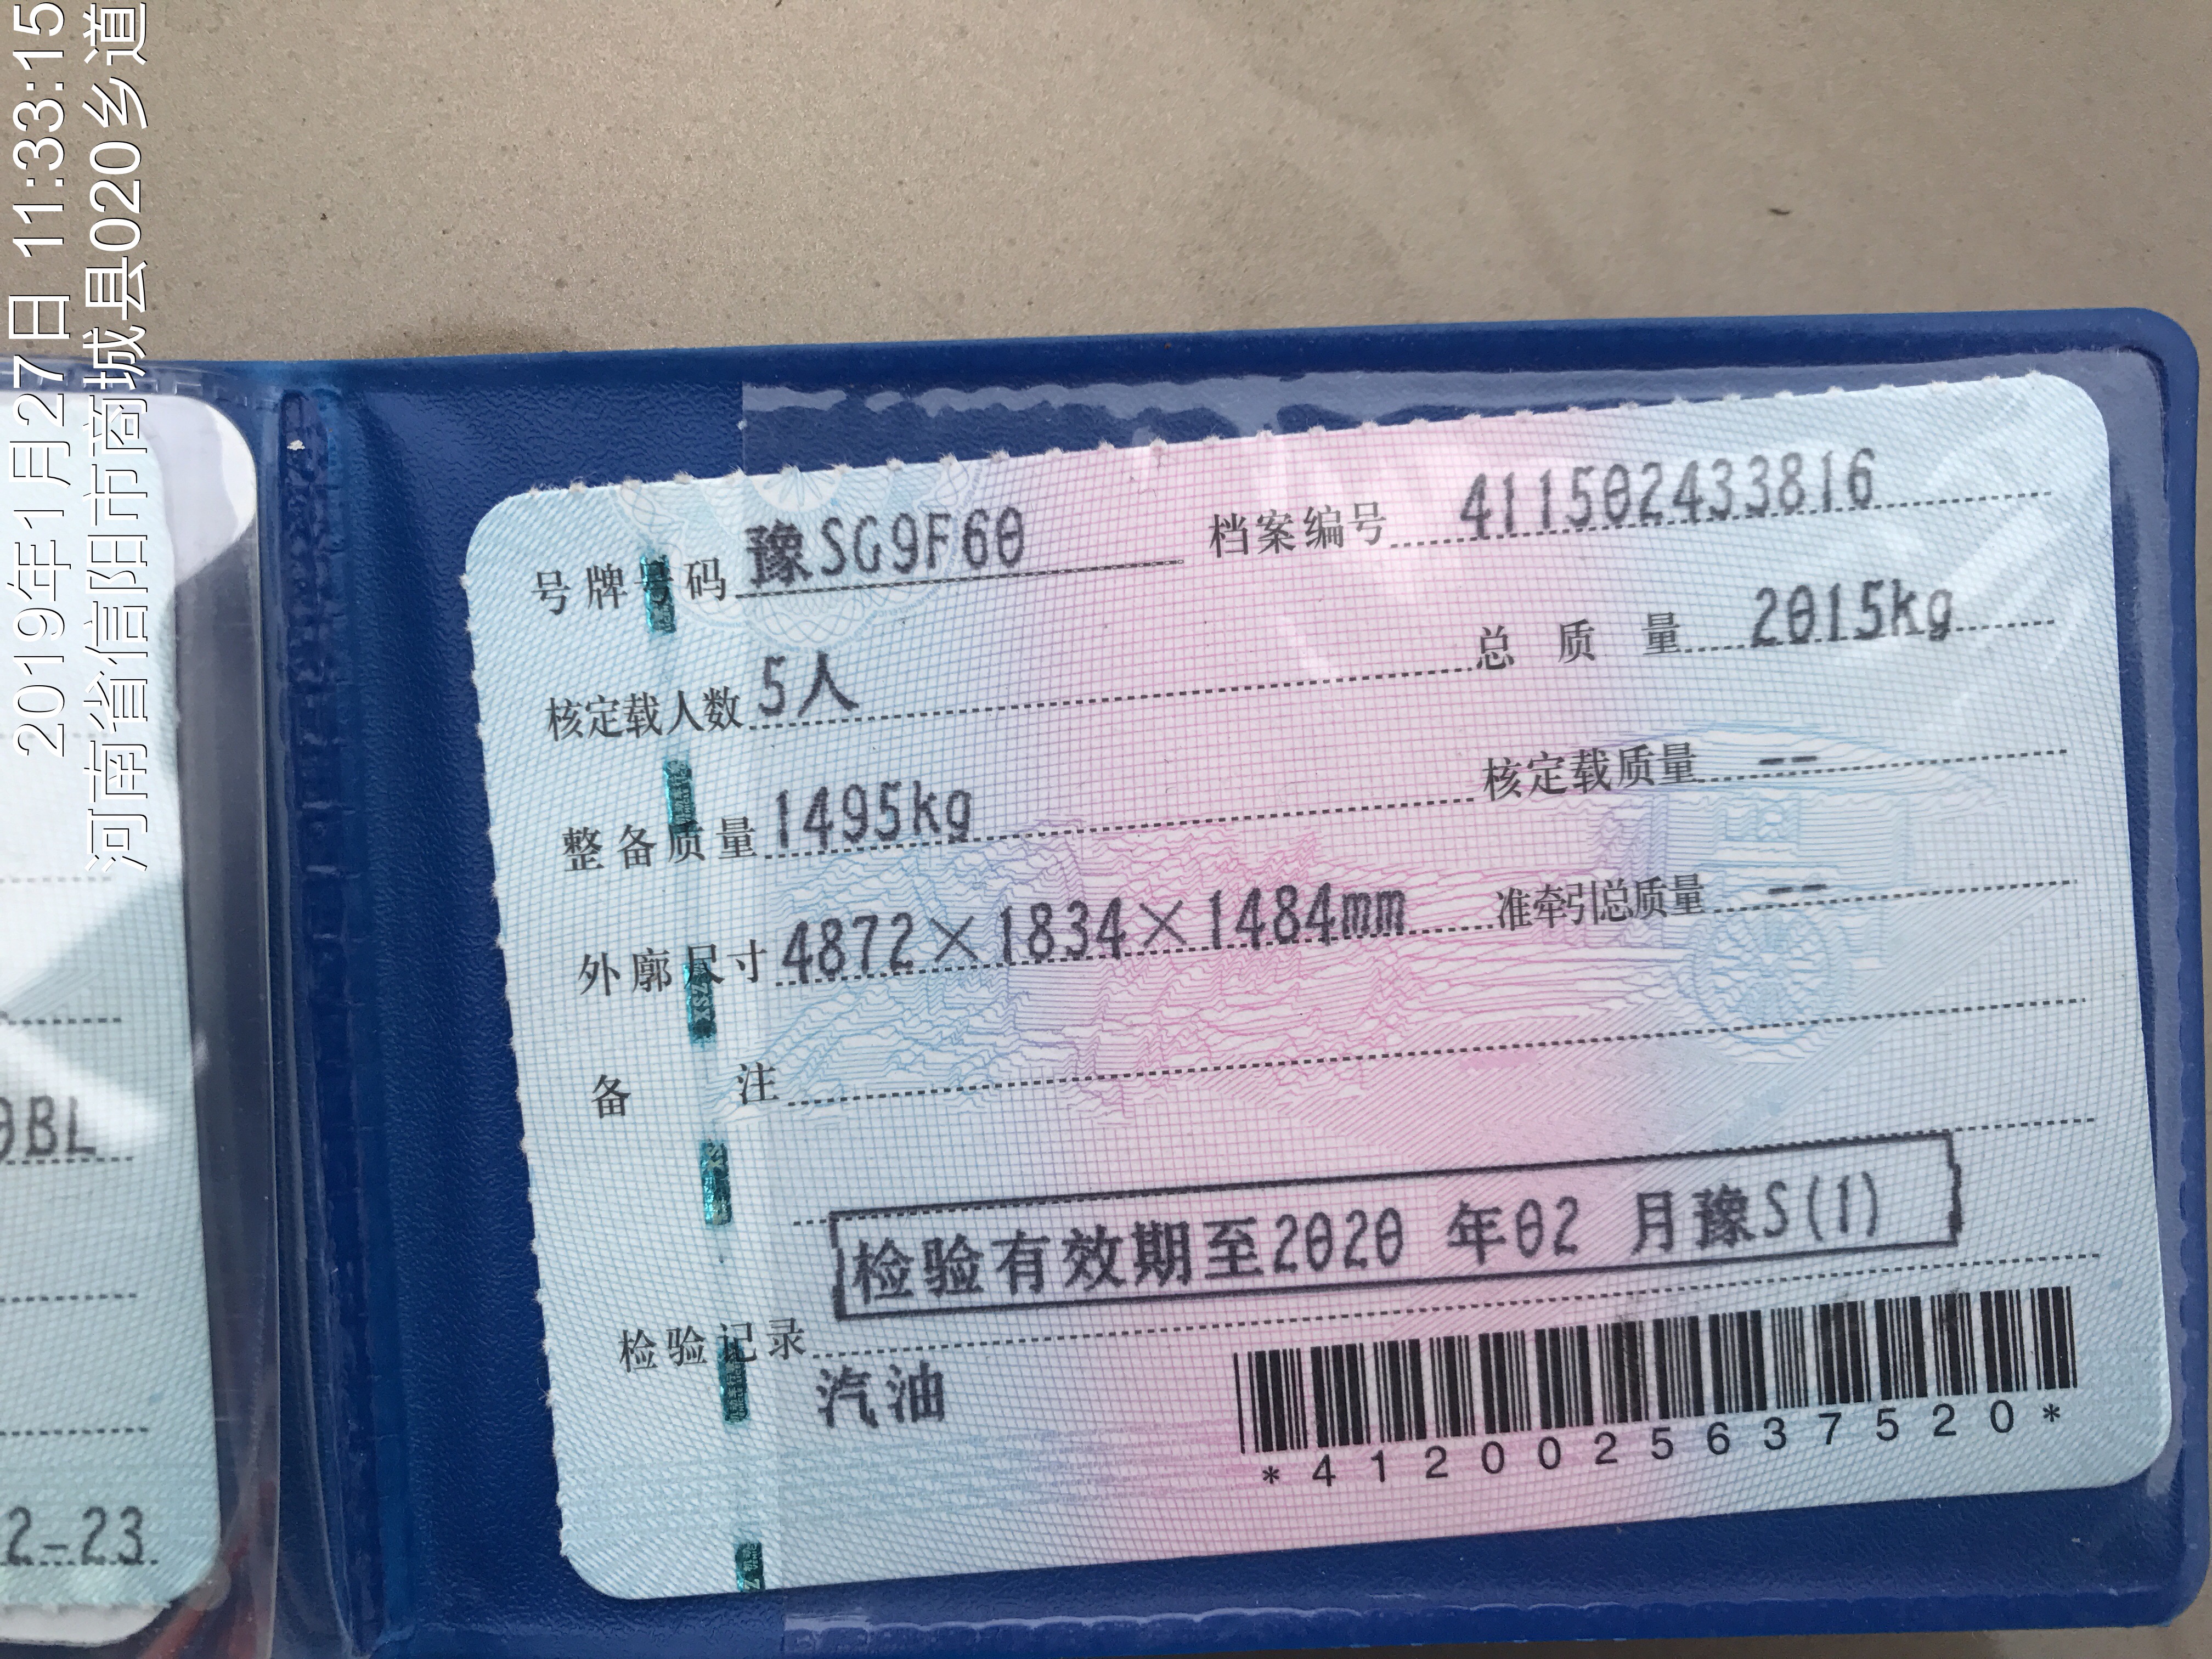 2019年1月27日 11:33:15
河南省信阳市商城县020乡道
号牌号码 豫SG9F60 档案编号 411502433816
核定载人数 5人 总质量 2015kg
整备质量 1495kg 核定载质量 --
外廓尺寸 4872×1834×1484mm 准牵引总质量 --
备注
检验有效期至2020 年02 月豫S(1)
检验记录
汽油
*4120025637520*
BL
2-23